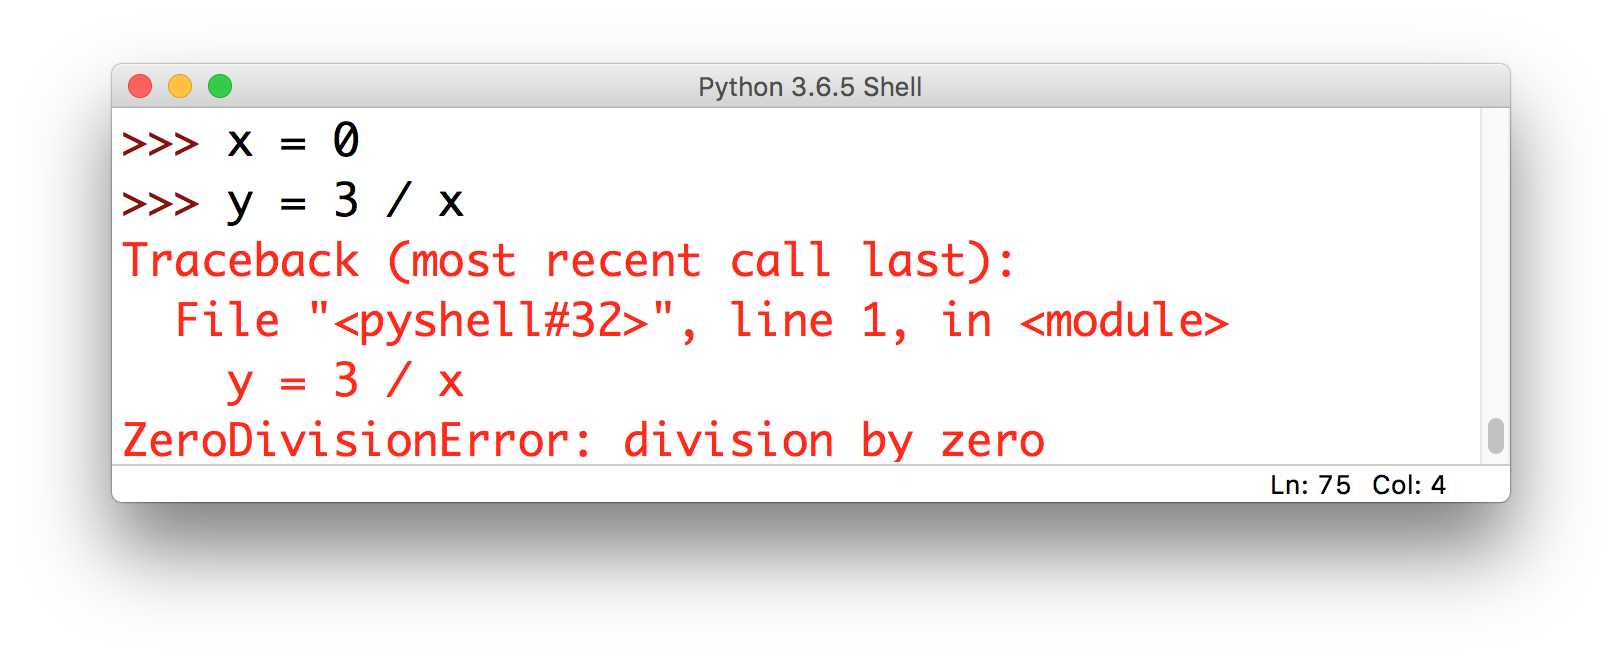 Python 3.6.5 Shell
>>> x = 0
>>> y = 3 / x
Traceback (most recent call last):
  File "<pyshell#32>", line 1, in <module>
    y = 3 / x
ZeroDivisionError: division by zero
Ln: 75 Col: 4